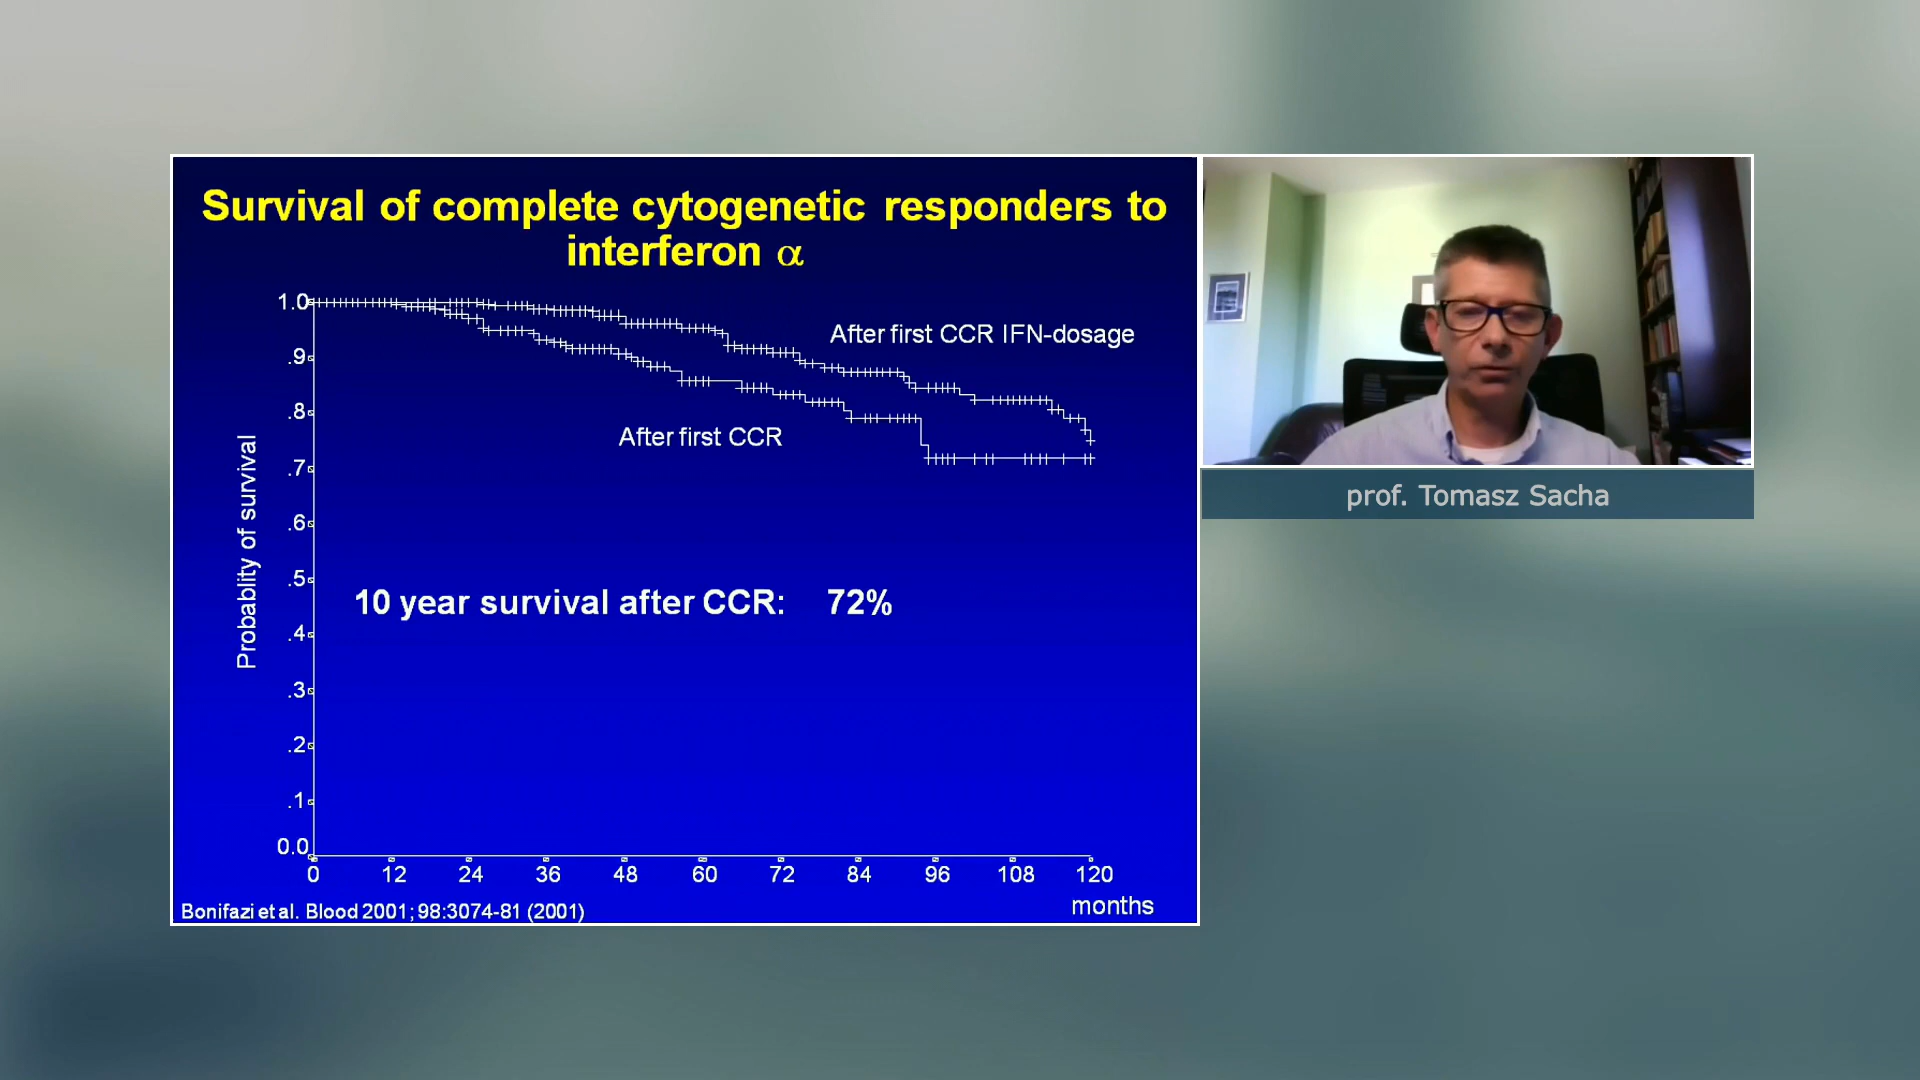 Survival of complete cytogenetic responders to
interferon α
1.0
.9
.8
.7
.6
.5
.4
.3
.2
.1
0.0
Probablity of survival
After first CCR IFN-dosage
After first CCR
10 year survival after CCR: 72%
0 12 24 36 48 60 72 84 96 108 120
months
Bonifazi et al. Blood 2001; 98:3074-81 (2001)
prof. Tomasz Sacha